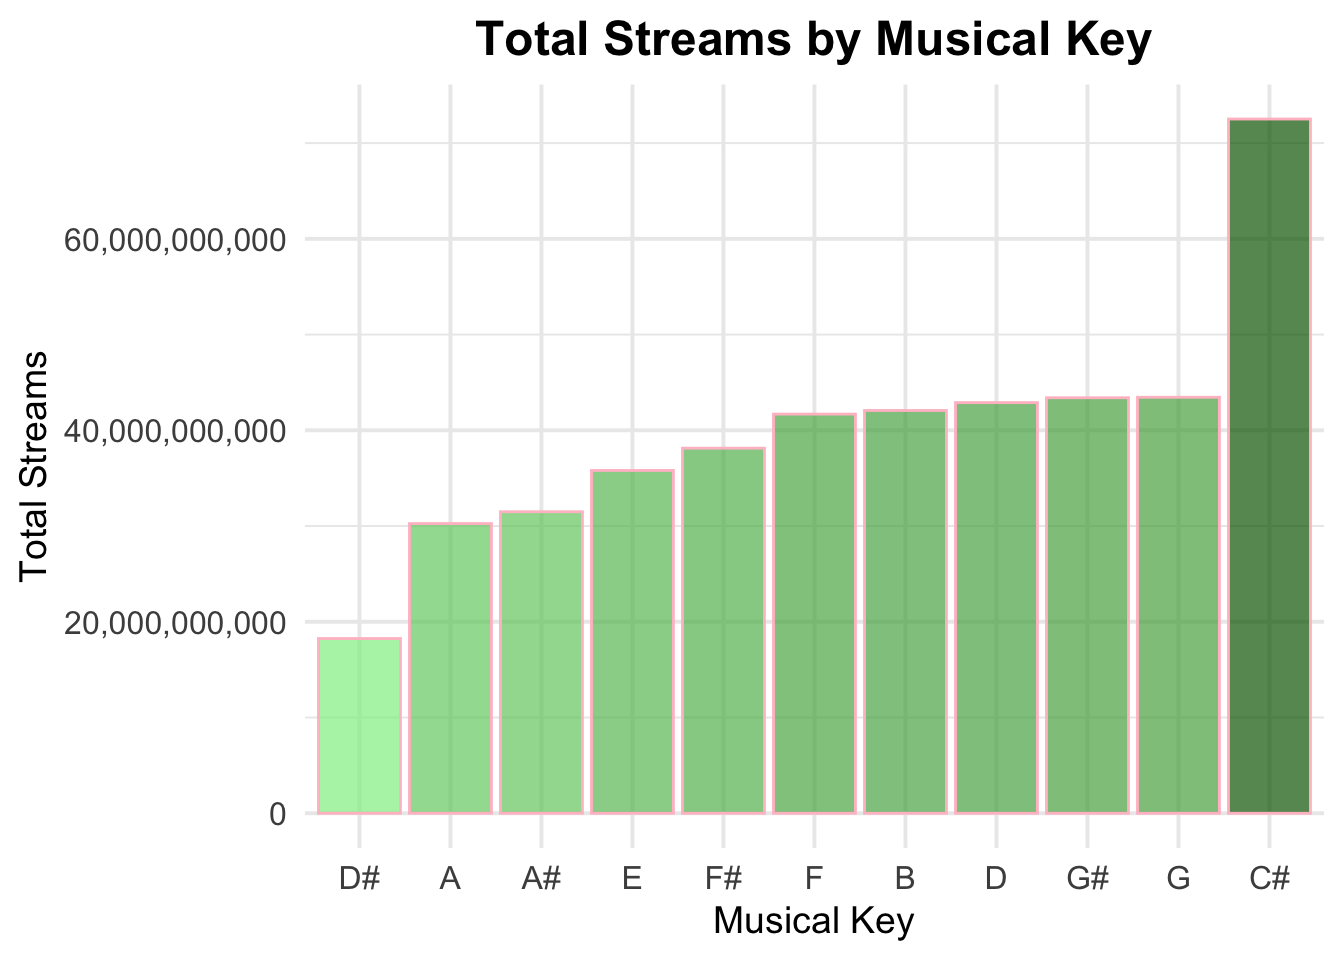 Total Streams by Musical Key
Total Streams
60,000,000,000
40,000,000,000
20,000,000,000
0
D# A A# E F# F B D G# G C#
Musical Key